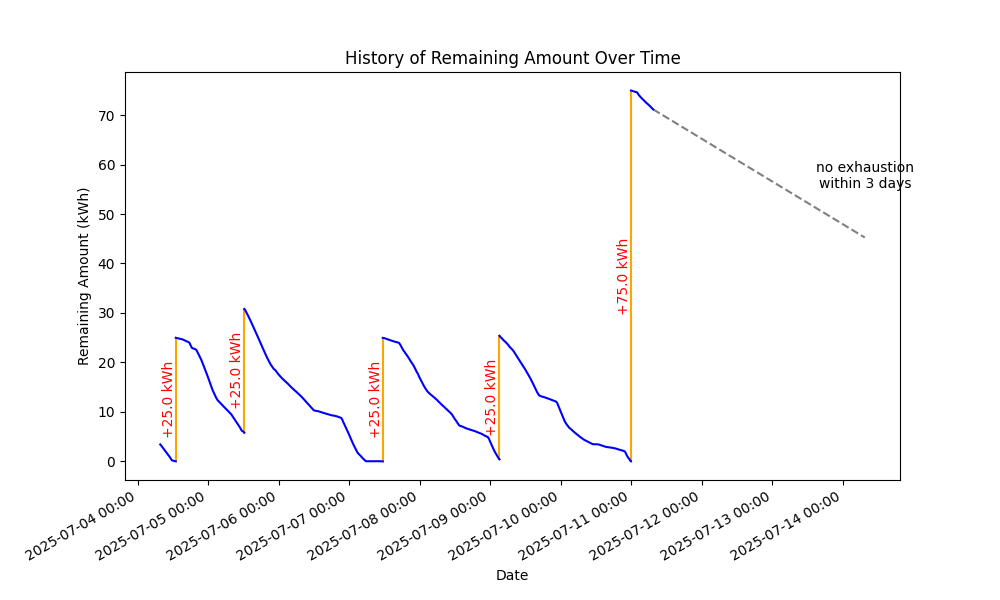 History of Remaining Amount Over Time
Remaining Amount (kWh)
70
60
50
40
30
20
10
0
+25.0 kWh
+25.0 kWh
+25.0 kWh
+25.0 kWh
+75.0 kWh
no exhaustion
within 3 days
2025-07-04 00:00
2025-07-05 00:00
2025-07-06 00:00
2025-07-07 00:00
2025-07-08 00:00
2025-07-09 00:00
2025-07-10 00:00
2025-07-11 00:00
2025-07-12 00:00
2025-07-13 00:00
2025-07-14 00:00
Date